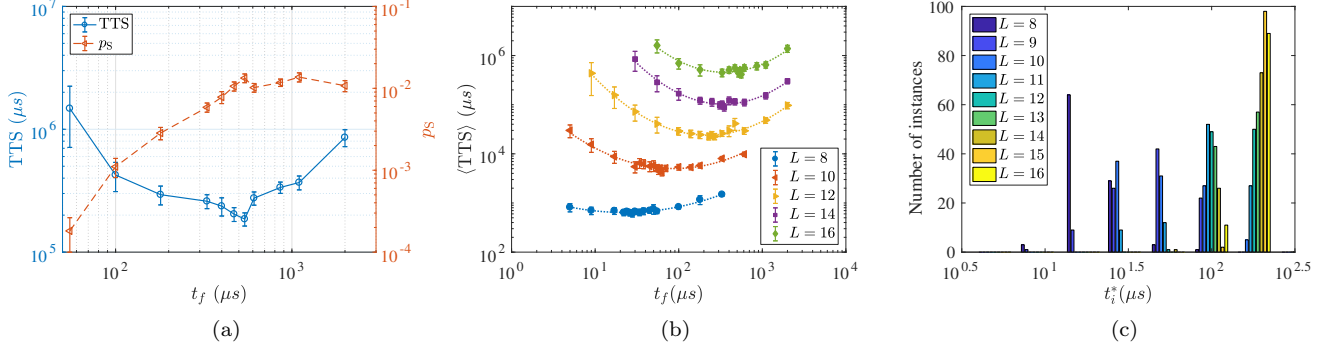 10^7
10^6
10^5
TTS (μs)
TTS
p_S
10^2
10^3
t_f (μs)
10^-1
10^-2
10^-3
10^-4
p_S
(a)
10^6
10^4
10^2
⟨TTS⟩ (μs)
L = 8
L = 10
L = 12
L = 14
L = 16
10^0
10^1
10^2
10^3
10^4
t_f(μs)
(b)
100
80
60
40
20
0
Number of instances
L = 8
L = 9
L = 10
L = 11
L = 12
L = 13
L = 14
L = 15
L = 16
10^0.5
10^1
10^1.5
10^2
10^2.5
t_i^*(μs)
(c)